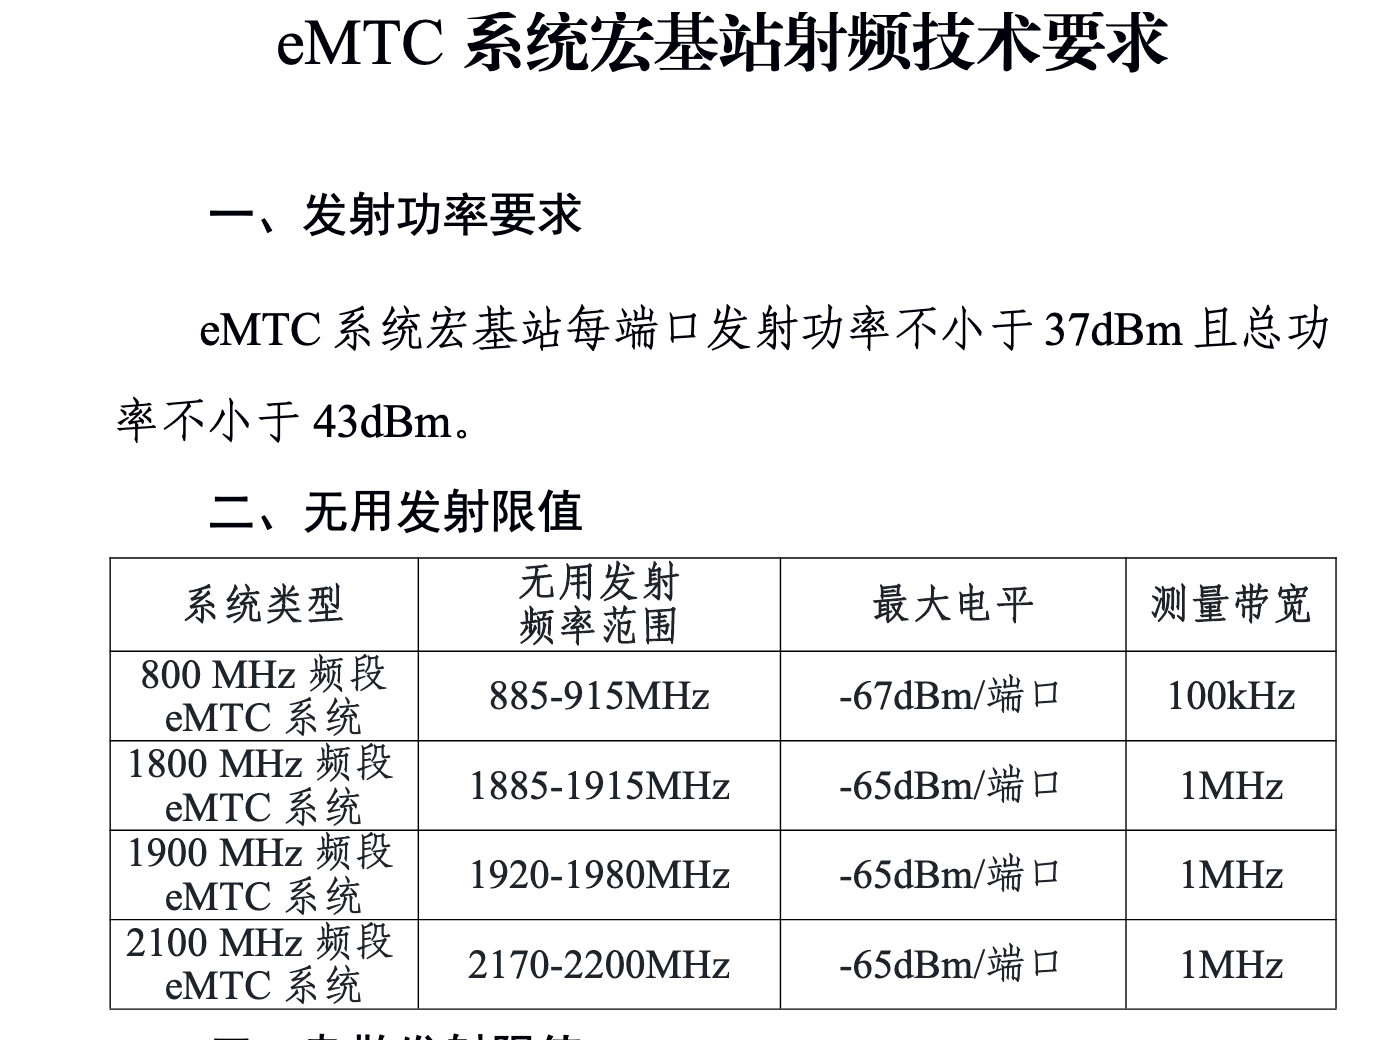 eMTC 系统宏基站射频技术要求
一、发射功率要求
eMTC 系统宏基站每端口发射功率不小于 37dBm 且总功
率不小于 43dBm。
二、无用发射限值
系统类型 无用发射 最大电平 测量带宽
频率范围
800 MHz 频段
eMTC 系统 885-915MHz -67dBm/端口 100kHz
1800 MHz 频段
eMTC 系统 1885-1915MHz -65dBm/端口 1MHz
1900 MHz 频段
eMTC 系统 1920-1980MHz -65dBm/端口 1MHz
2100 MHz 频段
eMTC 系统 2170-2200MHz -65dBm/端口 1MHz